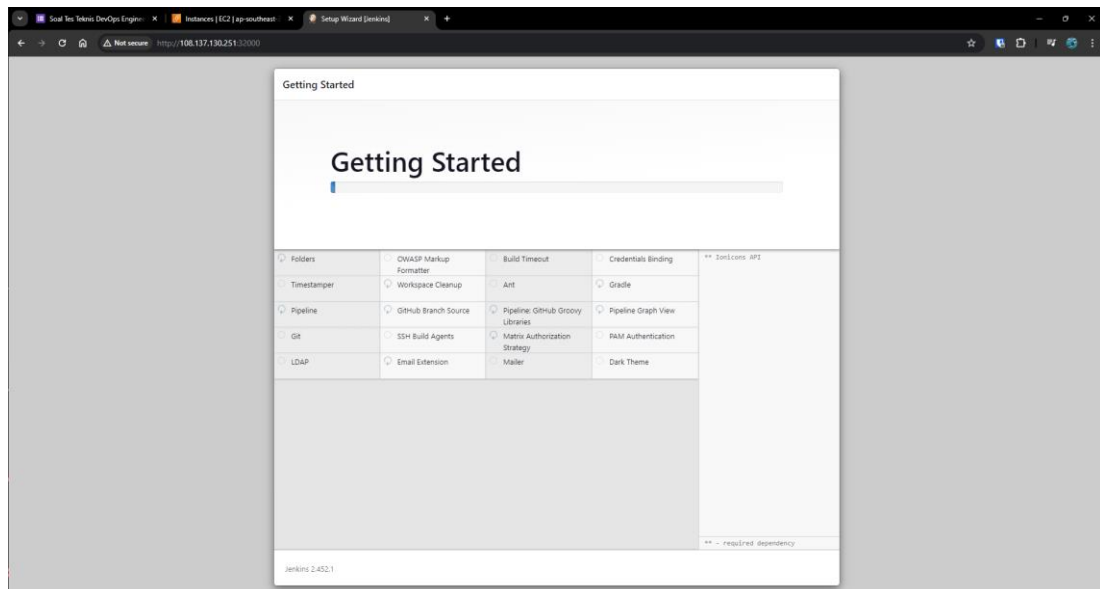 Soal Tes Teknis DevOps Engine
Instances | EC2 | ap-southeast-
Setup Wizard [Jenkins]
Not secure http://108.137.130.251:32000
Getting Started
Getting Started
Folders
OWASP Markup
Formatter
Build Timeout
Credentials Binding
** Ionicons API
Timestamper
Workspace Cleanup
Ant
Gradle
Pipeline
GitHub Branch Source
Pipeline: GitHub Groovy
Libraries
Pipeline Graph View
Git
SSH Build Agents
Matrix Authorization
Strategy
PAM Authentication
LDAP
Email Extension
Mailer
Dark Theme
** - required dependency
Jenkins 2.452.1